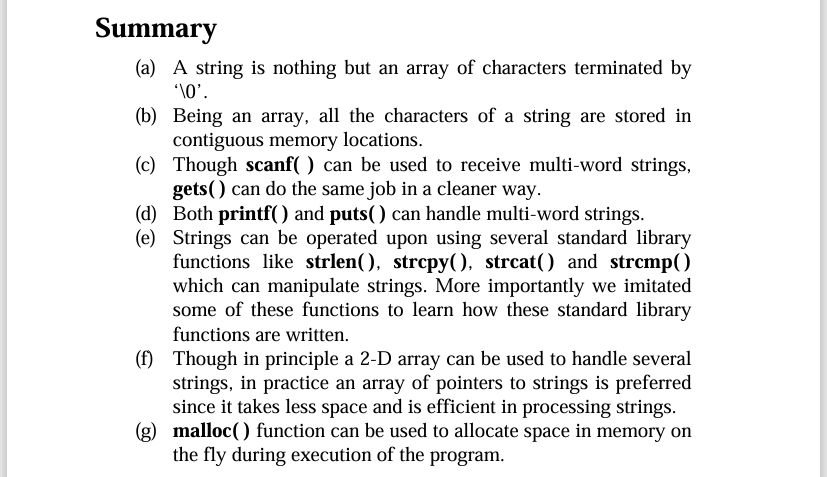 Summary
(a) A string is nothing but an array of characters terminated by
‘\0’.
(b) Being an array, all the characters of a string are stored in
contiguous memory locations.
(c) Though scanf( ) can be used to receive multi-word strings,
gets( ) can do the same job in a cleaner way.
(d) Both printf( ) and puts( ) can handle multi-word strings.
(e) Strings can be operated upon using several standard library
functions like strlen( ), strcpy( ), strcat( ) and strcmp( )
which can manipulate strings. More importantly we imitated
some of these functions to learn how these standard library
functions are written.
(f) Though in principle a 2-D array can be used to handle several
strings, in practice an array of pointers to strings is preferred
since it takes less space and is efficient in processing strings.
(g) malloc( ) function can be used to allocate space in memory on
the fly during execution of the program.